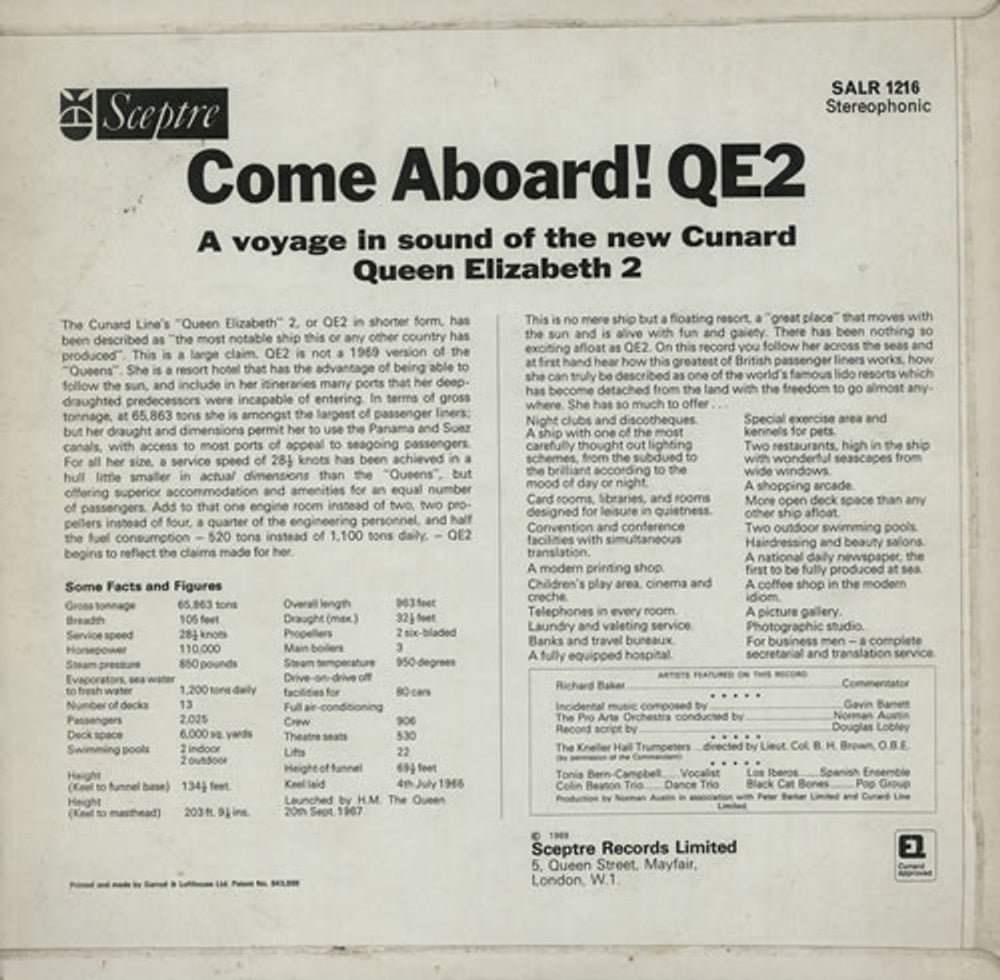 Sceptre
SALR 1216
Stereophonic
Come Aboard! QE2
A voyage in sound of the new Cunard
Queen Elizabeth 2
The Cunard Line's "Queen Elizabeth" 2, or QE2 in shorter form, has
been described as "the most notable ship this or any other country has
produced". This is a large claim. QE2 is not a 1969 version of the
"Queens". She is a resort hotel that has the advantage of being able to
follow the sun, and include in her itineraries many ports that her deep-
draughted predecessors were incapable of entering. In terms of gross
tonnage, at 65,863 tons she is amongst the largest of passenger liners;
but her draught and dimensions permit her to use the Panama and Suez
canals, with access to most ports of appeal to seagoing passengers.
For all her size, a service speed of 28½ knots has been achieved in a
hull little smaller in actual dimensions than the "Queens", but
offering superior accommodation and amenities for an equal number
of passengers. Add to that one engine room instead of two, two pro-
pellers instead of four, a quarter of the engineering personnel, and half
the fuel consumption – 520 tons instead of 1,100 tons daily, – QE2
begins to reflect the claims made for her.
Some Facts and Figures
Gross tonnage 65,863 tons
Breadth 105 feet
Service speed 28½ knots
Horsepower 110,000
Steam pressure 850 pounds
Evaporators, sea water
to fresh water 1,200 tons daily
Number of decks 13
Passengers 2,025
Deck space 6,000 sq. yards
Swimming pools 2 indoor
2 outdoor
Height
(Keel to funnel base) 134½ feet
Height
(Keel to masthead) 203 ft. 9½ ins.
Overall length 963 feet
Draught (max.) 32½ feet
Propellers 2 six-bladed
Main boilers 3
Steam temperature 950 degrees
Drive-on-drive off
facilities for 80 cars
Full air-conditioning
Crew 906
Theatre seats 530
Lifts 22
Height of funnel 69½ feet
Keel laid 4th July 1965
Launched by H.M. The Queen
20th Sept. 1967
Printed and made by Garrod & Lofthouse Ltd. Patent No.
This is no mere ship but a floating resort, a "great place" that moves with
the sun and is alive with fun and gaiety. There has been nothing so
exciting afloat as QE2. On this record you follow her across the seas and
at first hand hear how this greatest of British passenger liners works, how
she can truly be described as one of the world's famous lido resorts which
has become detached from the land with the freedom to go almost any-
where. She has so much to offer . . .
Night clubs and discotheques.
A ship with one of the most
carefully thought out lighting
schemes, from the subdued to
the brilliant according to the
mood of day or night.
Card rooms, libraries, and rooms
designed for leisure in quietness.
Convention and conference
facilities with simultaneous
translation.
A modern printing shop.
Children's play area, cinema and
creche.
Telephones in every room.
Laundry and valeting service.
Banks and travel bureaux.
A fully equipped hospital.
Special exercise area and
kennels for pets.
Two restaurants, high in the ship
with wonderful seascapes from
wide windows.
A shopping arcade.
More open deck space than any
other ship afloat.
Two outdoor swimming pools.
Hairdressing and beauty salons.
A national daily newspaper, the
first to be fully produced at sea.
A coffee shop in the modern
idiom.
A picture gallery.
Photographic studio.
For business men – a complete
secretarial and translation service.
ARTISTS FEATURED ON THIS RECORD
Richard Baker Commentator
Incidental music composed by Gavin Barrett
The Pro Arte Orchestra conducted by Norman Austin
Record script by Douglas Lobley
The Kneller Hall Trumpeters ...directed by Lieut. Col. B. H. Brown, O.B.E.
(by permission of the Commandant)
Tonia Bern-Campbell.....Vocalist Los Iberos.....Spanish Ensemble
Colin Beaton Trio.....Dance Trio Black Cat Bones.....Pop Group
Production by Norman Austin in association with Peter Barker Limited and Cunard Line
Limited.
℗ 1969
Sceptre Records Limited
5, Queen Street, Mayfair,
London, W.1.
Cunard
Approved